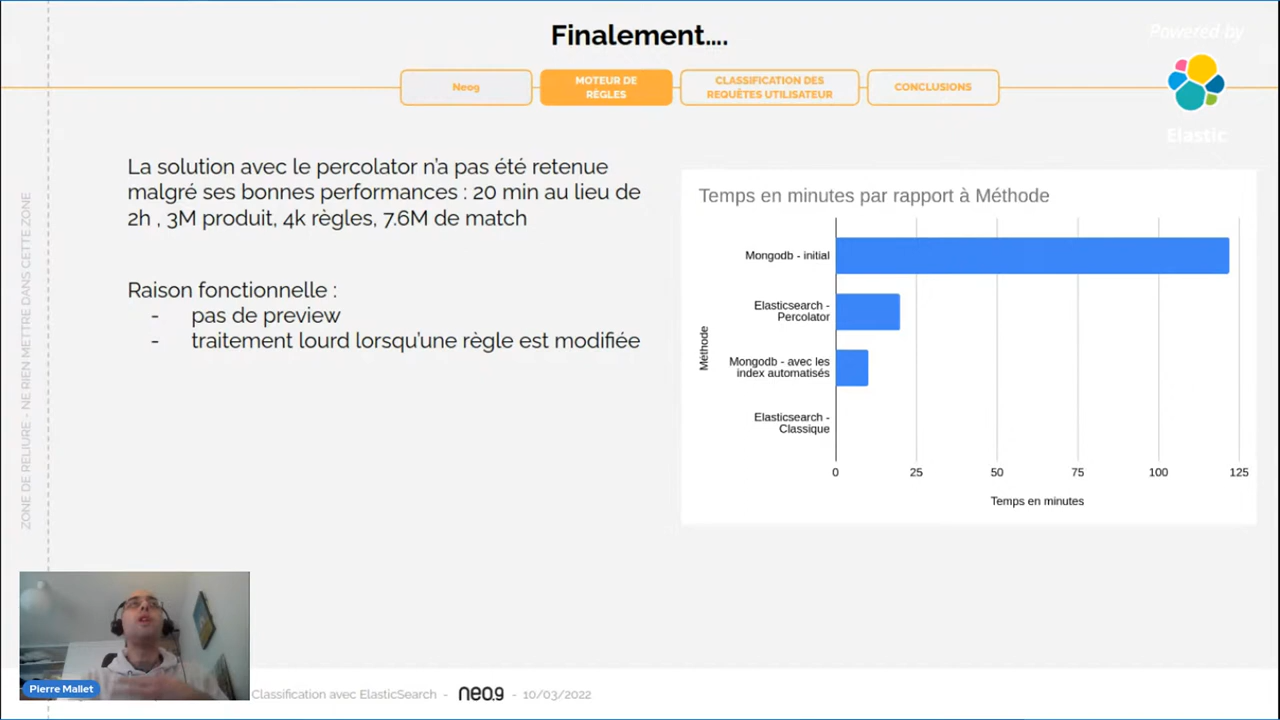 Finalement....
Powered by
Neog
MOTEUR DE
RÈGLES
CLASSIFICATION DES
REQUÊTES UTILISATEUR
CONCLUSIONS
Elastic
La solution avec le percolator n'a pas été retenue
malgré ses bonnes performances : 20 min au lieu de
2h , 3M produit, 4k règles, 7.6M de match
Raison fonctionnelle :
- pas de preview
- traitement lourd lorsqu'une règle est modifiée
ZONE DE RELIURE - NE RIEN METTRE DANS CETTE ZONE
Temps en minutes par rapport à Méthode
Méthode
Mongodb - initial
Elasticsearch -
Percolator
Mongodb - avec les
index automatisés
Elasticsearch -
Classique
0 25 50 75 100 125
Temps en minutes
Pierre Mallet
Classification avec ElasticSearch - neo9 - 10/03/2022